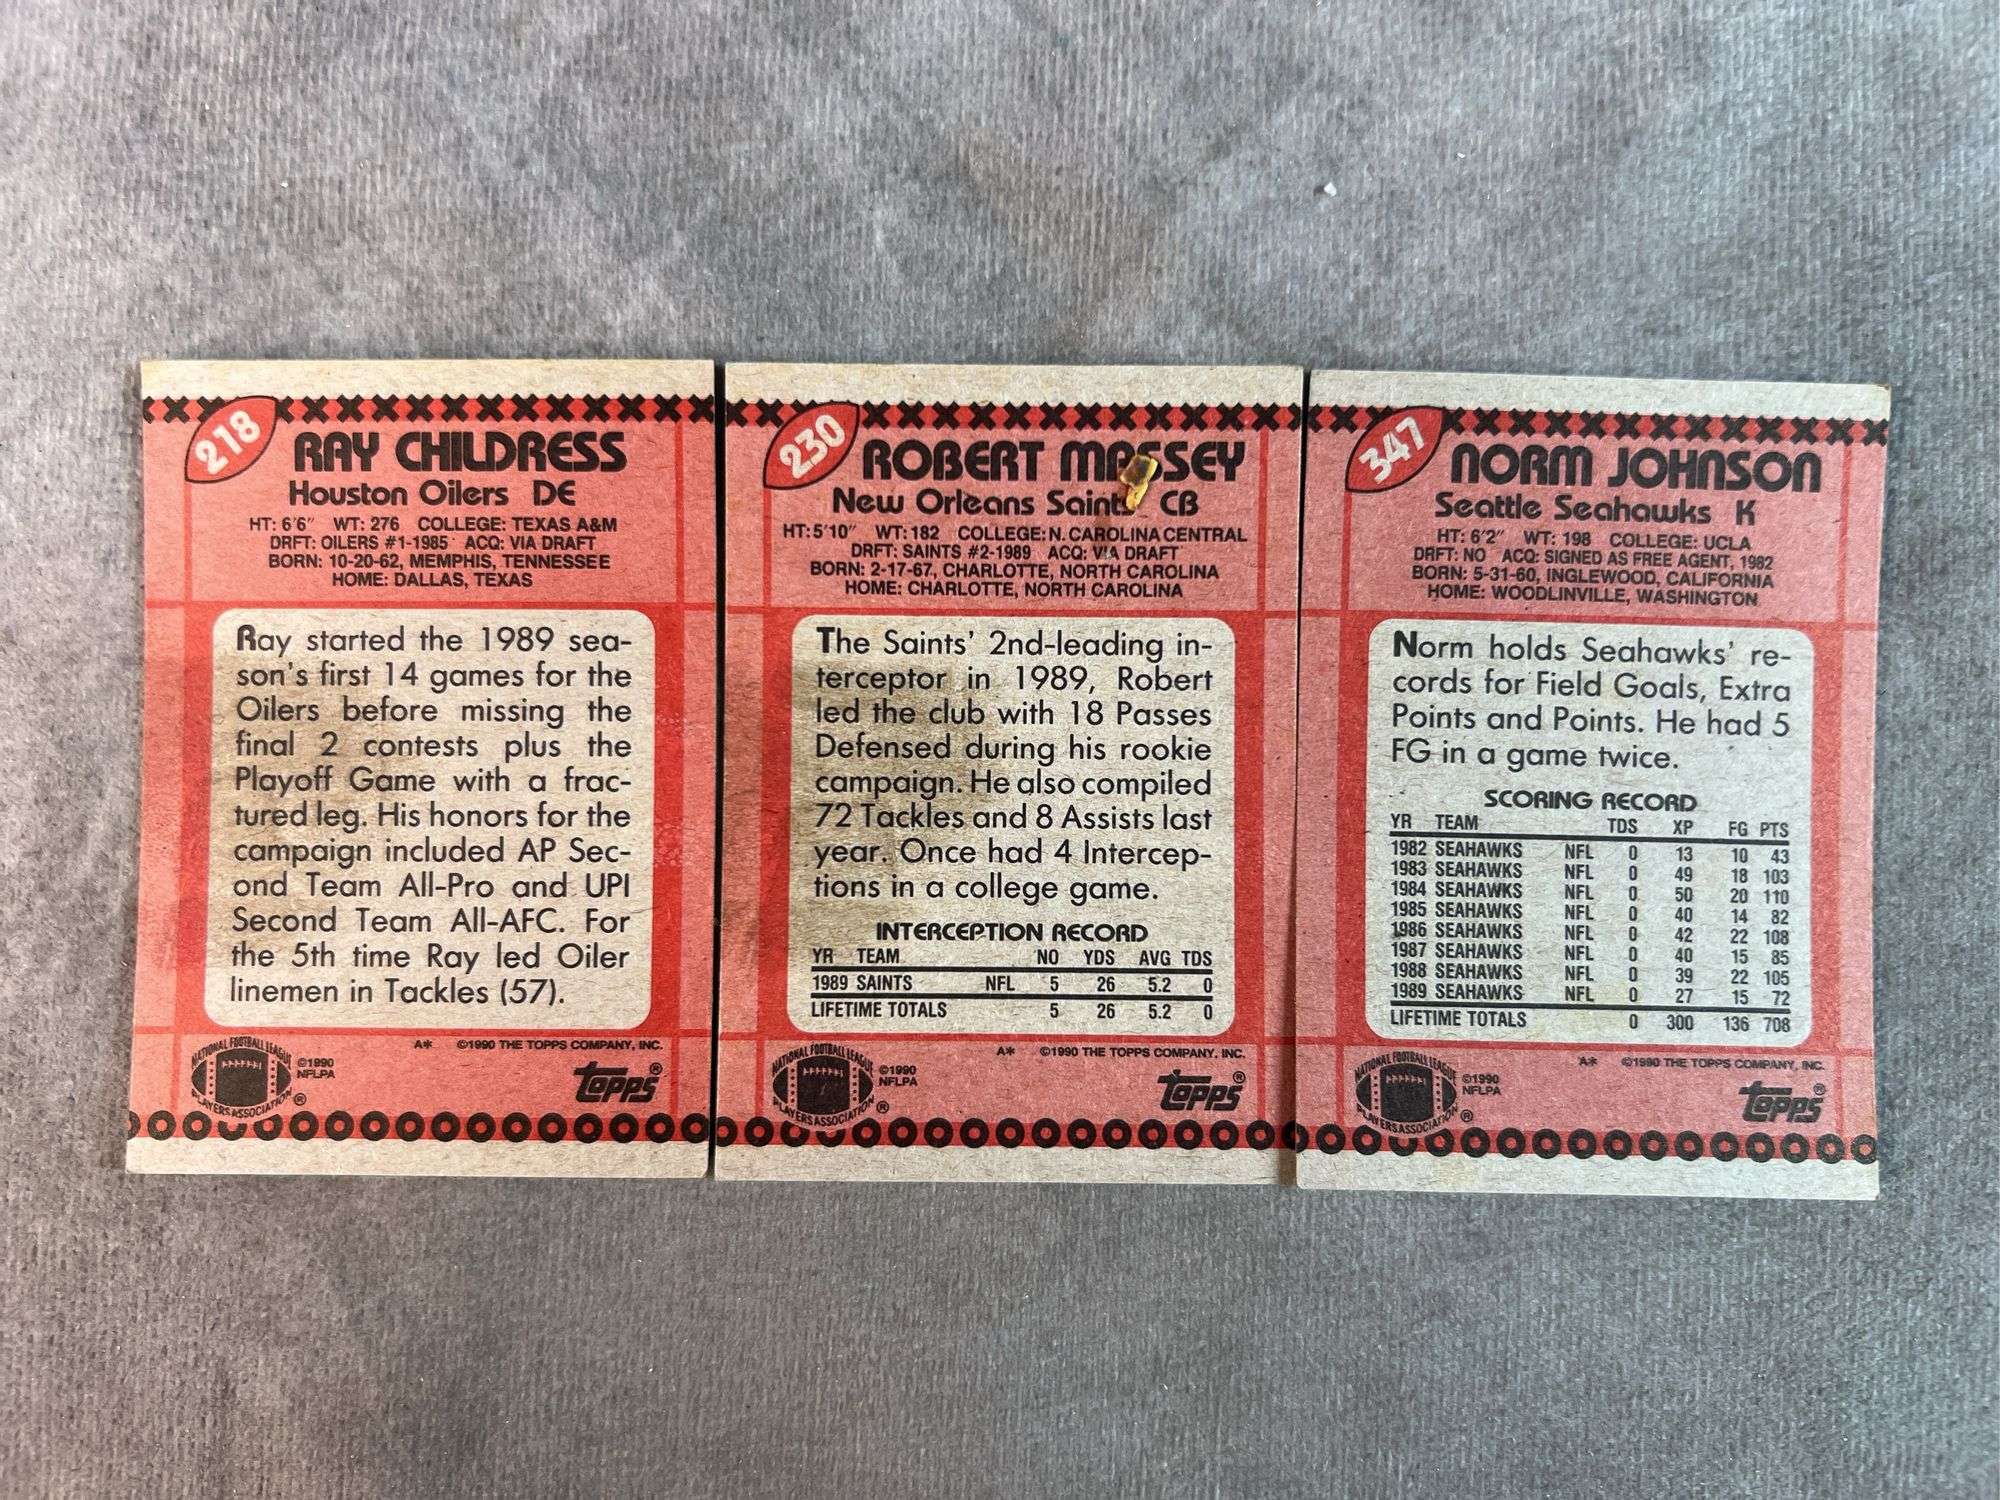 218
RAY CHILDRESS
Houston Oilers DE
HT: 6'6" WT: 276 COLLEGE: TEXAS A&M
DRFT: OILERS #1-1985 ACQ: VIA DRAFT
BORN: 10-20-62, MEMPHIS, TENNESSEE
HOME: DALLAS, TEXAS
Ray started the 1989 sea-
son's first 14 games for the
Oilers before missing the
final 2 contests plus the
Playoff Game with a frac-
tured leg. His honors for the
campaign included AP Sec-
ond Team All-Pro and UPI
Second Team All-AFC. For
the 5th time Ray led Oiler
linemen in Tackles (57).
A* ©1990 THE TOPPS COMPANY, INC.
NATIONAL FOOTBALL LEAGUE
PLAYERS ASSOCIATION ®
©1990
NFLPA
topps®
230
ROBERT MASSEY
New Orleans Saints CB
HT: 5'10" WT: 182 COLLEGE: N. CAROLINA CENTRAL
DRFT: SAINTS #2-1989 ACQ: VIA DRAFT
BORN: 2-17-67, CHARLOTTE, NORTH CAROLINA
HOME: CHARLOTTE, NORTH CAROLINA
The Saints' 2nd-leading in-
terceptor in 1989, Robert
led the club with 18 Passes
Defensed during his rookie
campaign. He also compiled
72 Tackles and 8 Assists last
year. Once had 4 Intercep-
tions in a college game.
INTERCEPTION RECORD
YR TEAM NO YDS AVG TDS
1989 SAINTS NFL 5 26 5.2 0
LIFETIME TOTALS 5 26 5.2 0
A* ©1990 THE TOPPS COMPANY, INC.
NATIONAL FOOTBALL LEAGUE
PLAYERS ASSOCIATION ®
©1990
NFLPA
topps®
347
NORM JOHNSON
Seattle Seahawks K
HT: 6'2" WT: 198 COLLEGE: UCLA
DRFT: NO ACQ: SIGNED AS FREE AGENT, 1982
BORN: 5-31-60, INGLEWOOD, CALIFORNIA
HOME: WOODLINVILLE, WASHINGTON
Norm holds Seahawks' re-
cords for Field Goals, Extra
Points and Points. He had 5
FG in a game twice.
SCORING RECORD
YR TEAM TDS XP FG PTS
1982 SEAHAWKS NFL 0 13 10 43
1983 SEAHAWKS NFL 0 49 18 103
1984 SEAHAWKS NFL 0 50 20 110
1985 SEAHAWKS NFL 0 40 14 82
1986 SEAHAWKS NFL 0 42 22 108
1987 SEAHAWKS NFL 0 40 15 85
1988 SEAHAWKS NFL 0 39 22 105
1989 SEAHAWKS NFL 0 27 15 72
LIFETIME TOTALS 0 300 136 708
A* ©1990 THE TOPPS COMPANY, INC.
NATIONAL FOOTBALL LEAGUE
PLAYERS ASSOCIATION ®
©1990
NFLPA
topps®